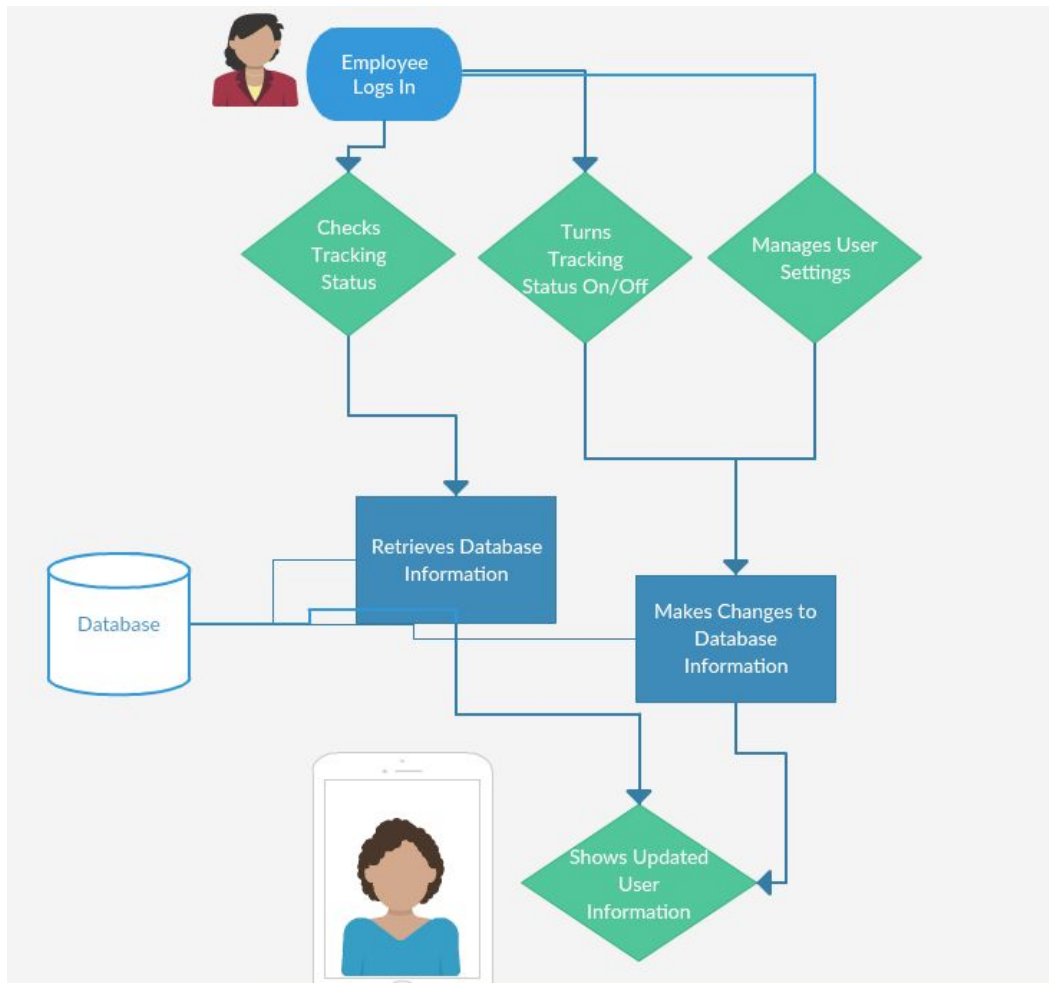 Employee
Logs In
Checks
Tracking
Status
Turns
Tracking
Status On/Off
Manages User
Settings
Retrieves Database
Information
Database
Makes Changes to
Database
Information
Shows Updated
User
Information